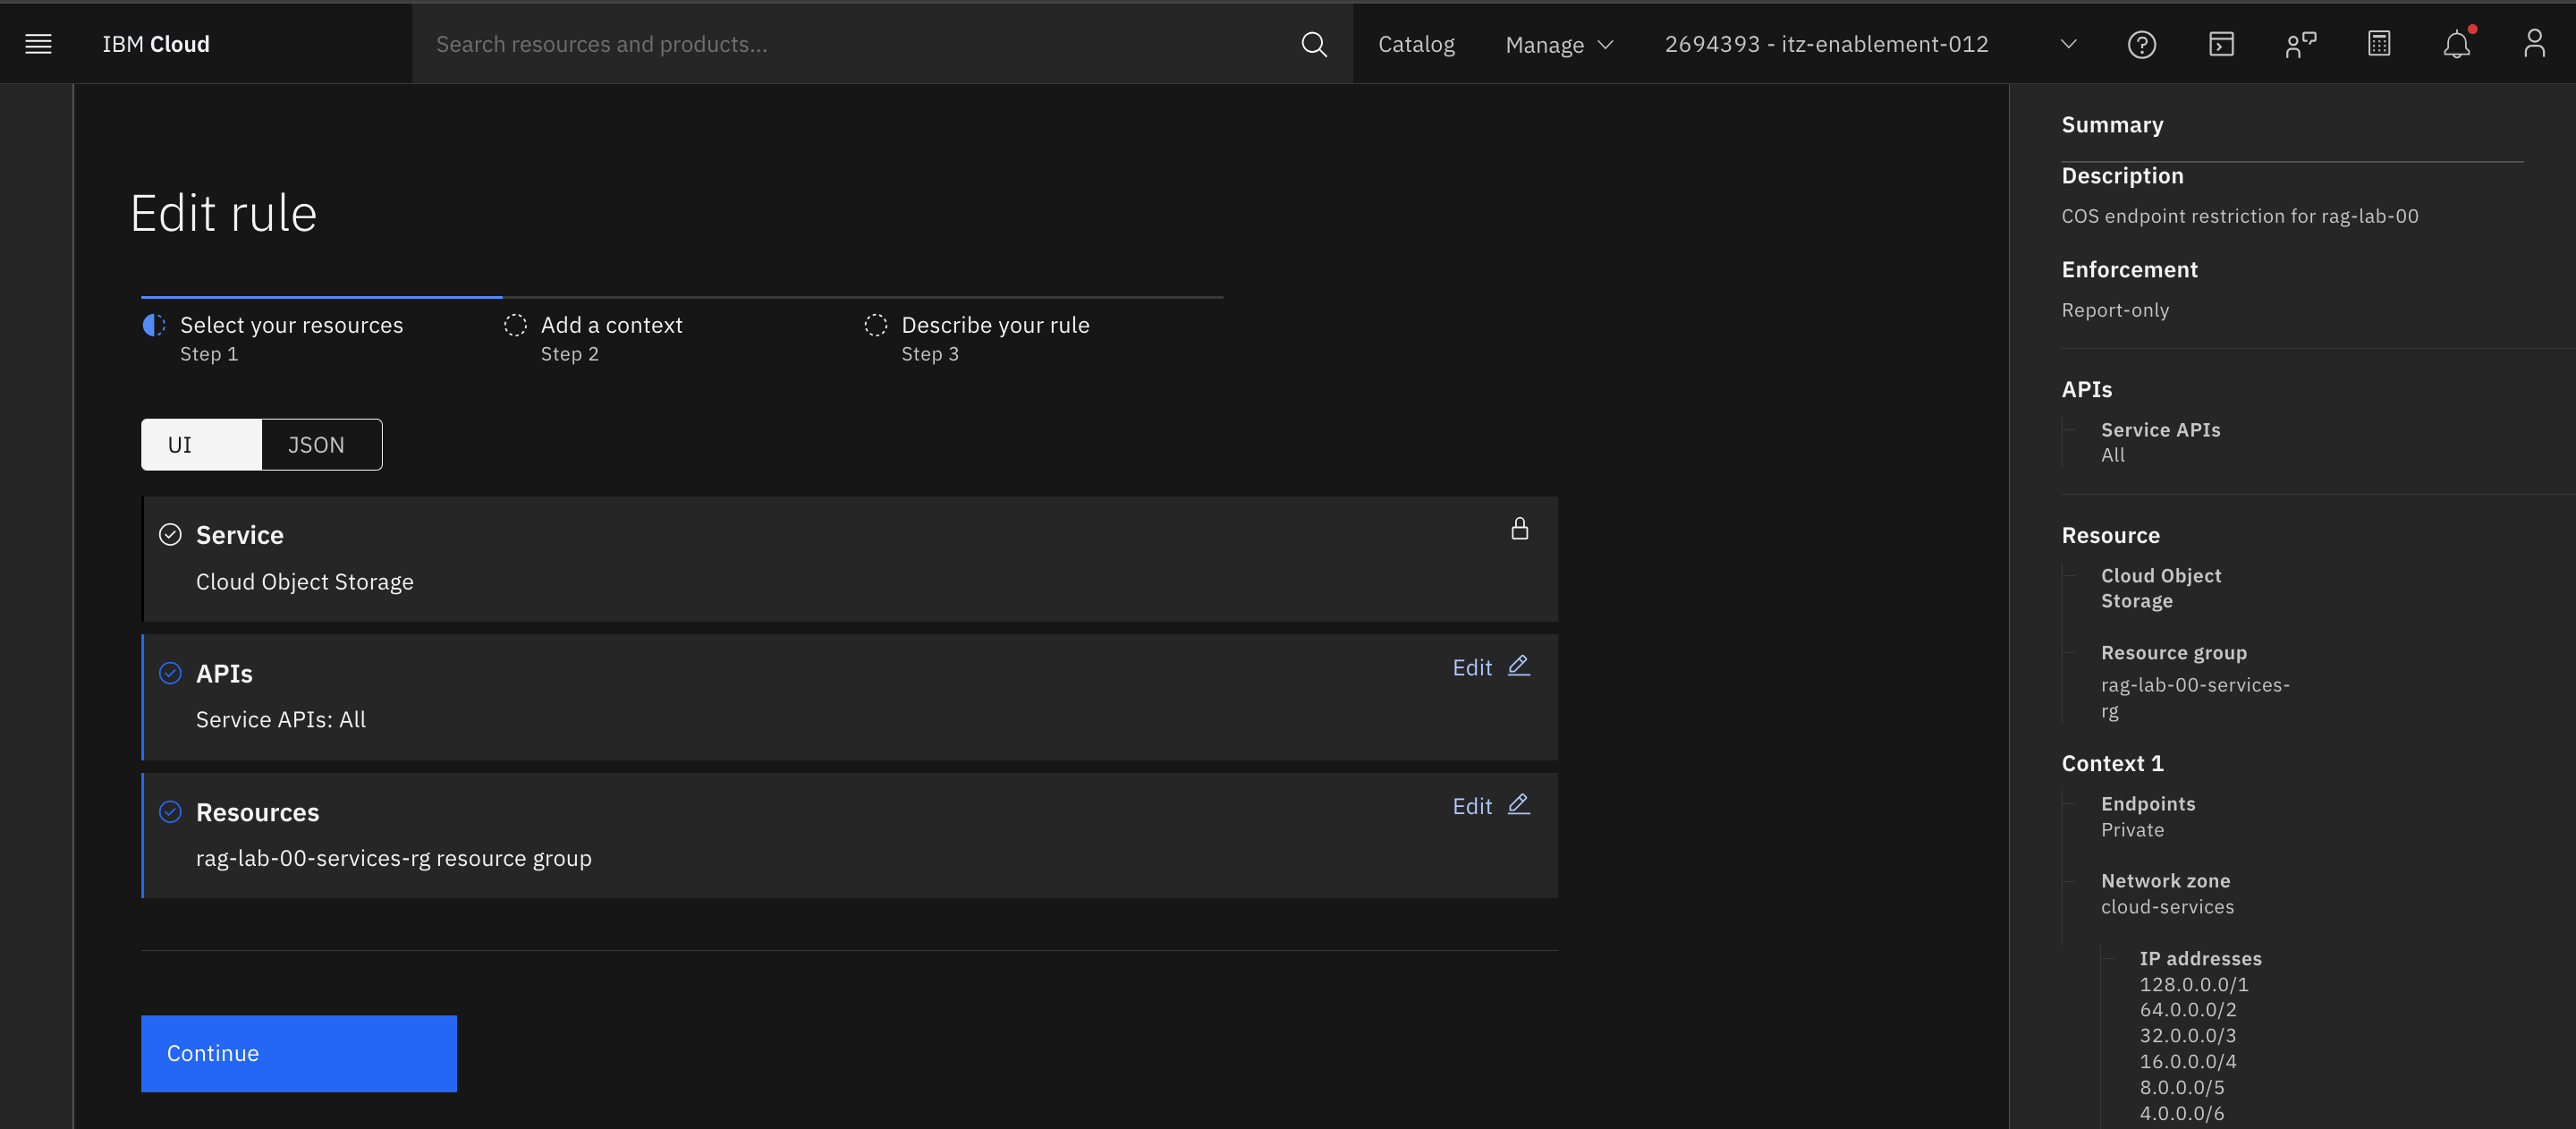 IBM Cloud
Search resources and products...
Catalog
Manage
2694393 - itz-enablement-012
Edit rule
Select your resources
Step 1
Add a context
Step 2
Describe your rule
Step 3
UI
JSON
Service
Cloud Object Storage
APIs
Edit
Service APIs: All
Resources
Edit
rag-lab-00-services-rg resource group
Continue
Summary
Description
COS endpoint restriction for rag-lab-00
Enforcement
Report-only
APIs
Service APIs
All
Resource
Cloud Object
Storage
Resource group
rag-lab-00-services-
rg
Context 1
Endpoints
Private
Network zone
cloud-services
IP addresses
128.0.0.0/1
64.0.0.0/2
32.0.0.0/3
16.0.0.0/4
8.0.0.0/5
4.0.0.0/6